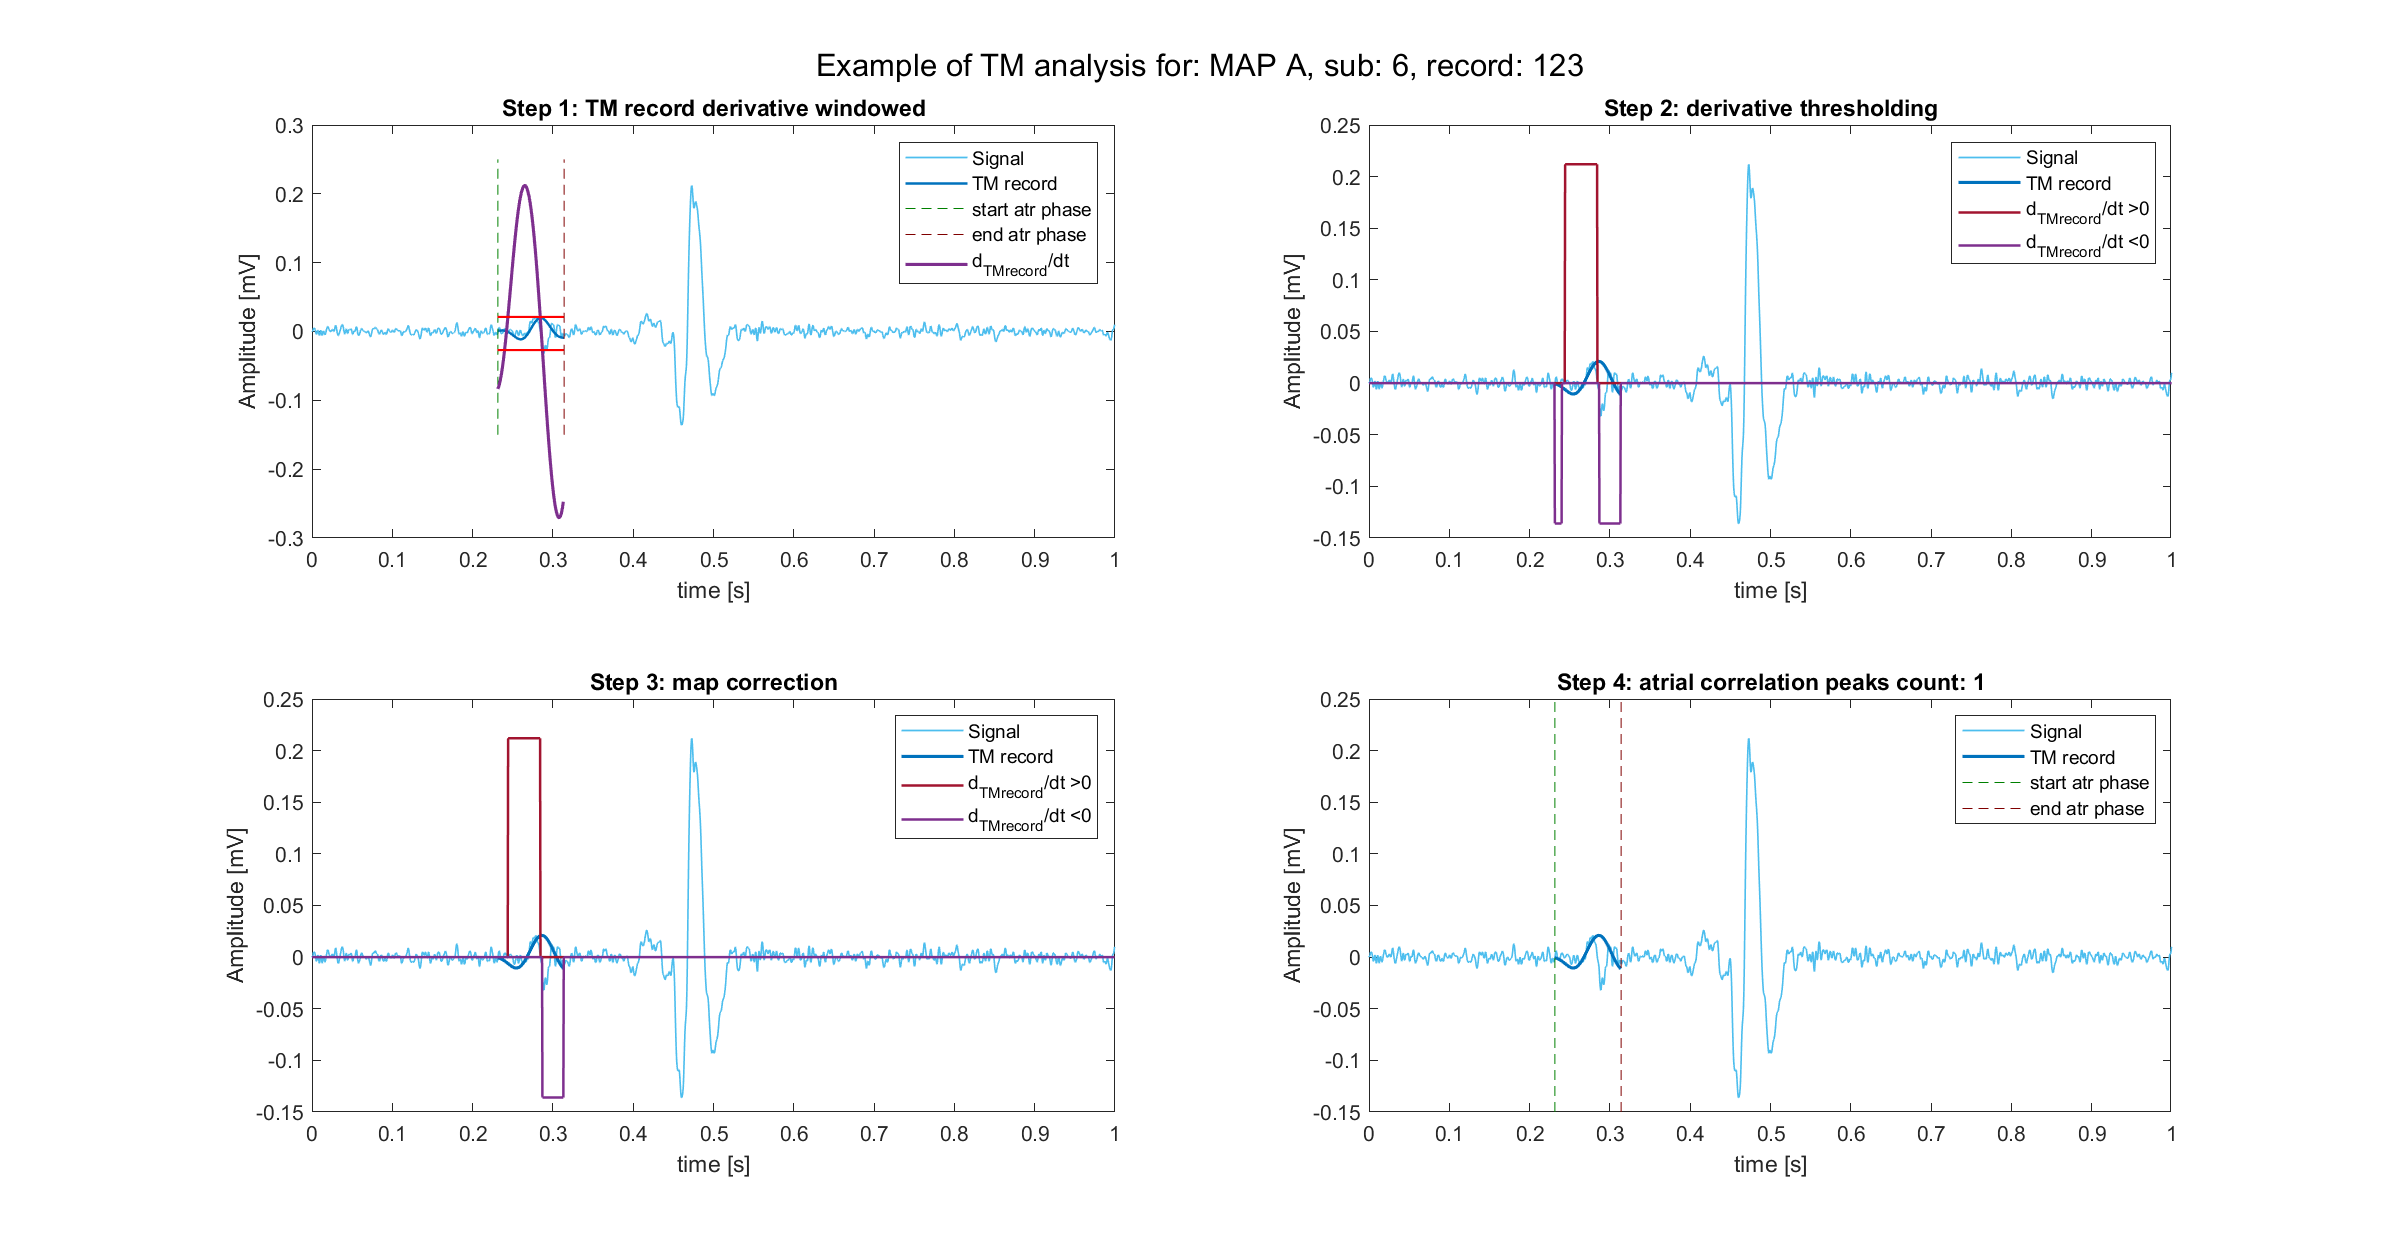 Example of TM analysis for: MAP A, sub: 6, record: 123
Step 1: TM record derivative windowed
0.3
0.2
0.1
0
-0.1
-0.2
-0.3
Amplitude [mV]
0 0.1 0.2 0.3 0.4 0.5 0.6 0.7 0.8 0.9 1
time [s]
Signal
TM record
start atr phase
end atr phase
dTMrecord/dt
Step 2: derivative thresholding
0.25
0.2
0.15
0.1
0.05
0
-0.05
-0.1
-0.15
Amplitude [mV]
0 0.1 0.2 0.3 0.4 0.5 0.6 0.7 0.8 0.9 1
time [s]
Signal
TM record
dTMrecord/dt >0
dTMrecord/dt <0
Step 3: map correction
0.25
0.2
0.15
0.1
0.05
0
-0.05
-0.1
-0.15
Amplitude [mV]
0 0.1 0.2 0.3 0.4 0.5 0.6 0.7 0.8 0.9 1
time [s]
Signal
TM record
dTMrecord/dt >0
dTMrecord/dt <0
Step 4: atrial correlation peaks count: 1
0.25
0.2
0.15
0.1
0.05
0
-0.05
-0.1
-0.15
Amplitude [mV]
0 0.1 0.2 0.3 0.4 0.5 0.6 0.7 0.8 0.9 1
time [s]
Signal
TM record
start atr phase
end atr phase